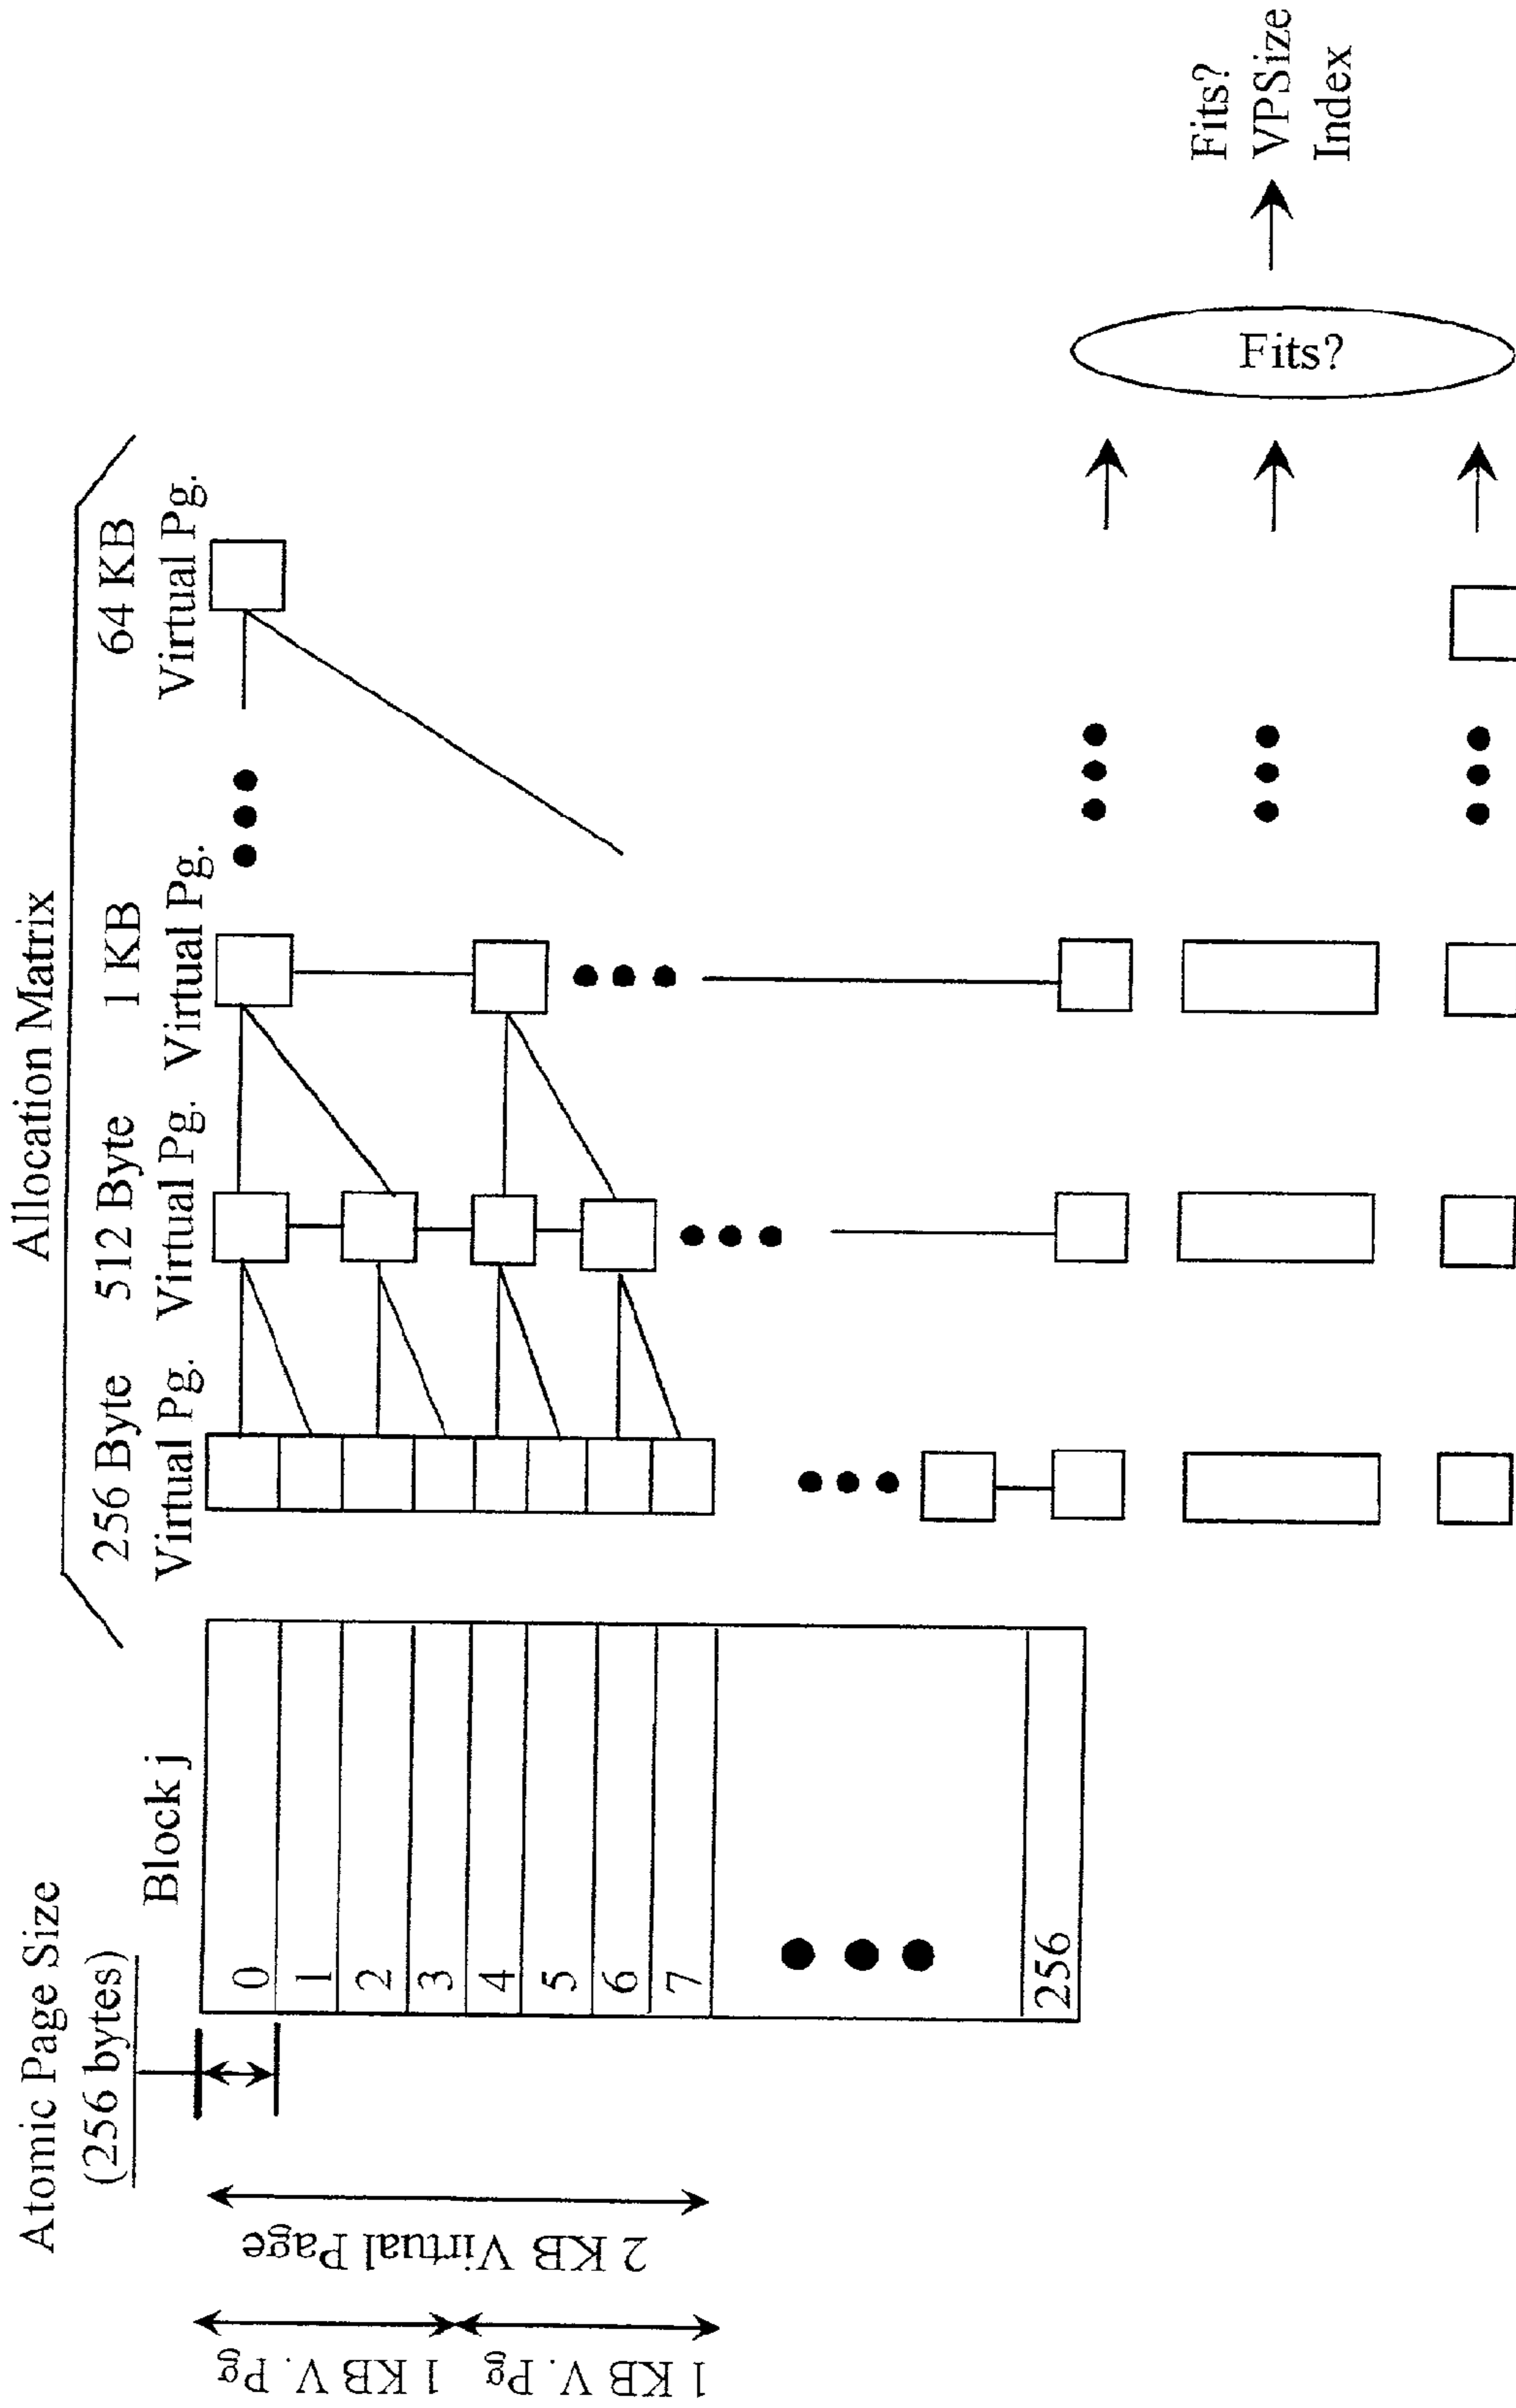 Allocation Matrix
Atomic Page Size
(256 bytes)
Block j
256 Byte
Virtual Pg.
512 Byte
Virtual Pg.
1 KB
Virtual Pg.
64 KB
Virtual Pg.
0
1
2
3
4
5
6
7
256
2 KB Virtual Page
1 KB V. Pg
1 KB V. Pg
Fits?
Fits?
VPSize
Index